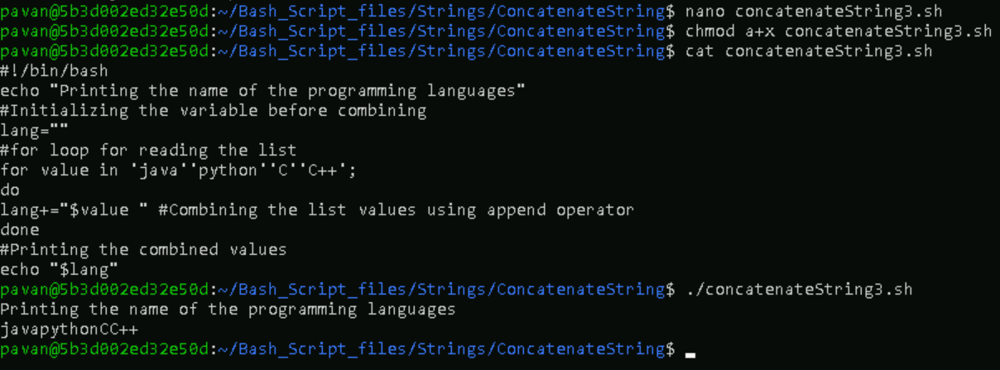 pavan@5b3d002ed32e50d:~/Bash_Script_files/Strings/ConcatenateString$ nano concatenateString3.sh
pavan@5b3d002ed32e50d:~/Bash_Script_files/Strings/ConcatenateString$ chmod a+x concatenateString3.sh
pavan@5b3d002ed32e50d:~/Bash_Script_files/Strings/ConcatenateString$ cat concatenateString3.sh
#!/bin/bash
echo "Printing the name of the programming languages"
#Initializing the variable before combining
lang=""
#for loop for reading the list
for value in 'java''python''C''C++';
do
lang+="$value " #Combining the list values using append operator
done
#Printing the combined values
echo "$lang"
pavan@5b3d002ed32e50d:~/Bash_Script_files/Strings/ConcatenateString$ ./concatenateString3.sh
Printing the name of the programming languages
javapythonCC++
pavan@5b3d002ed32e50d:~/Bash_Script_files/Strings/ConcatenateString$